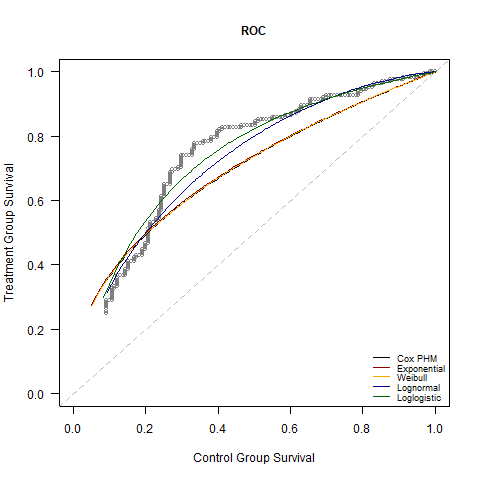 ROC
Treatment Group Survival
1.0
0.8
0.6
0.4
0.2
0.0
0.0 0.2 0.4 0.6 0.8 1.0
Control Group Survival
Cox PHM
Exponential
Weibull
Lognormal
Loglogistic